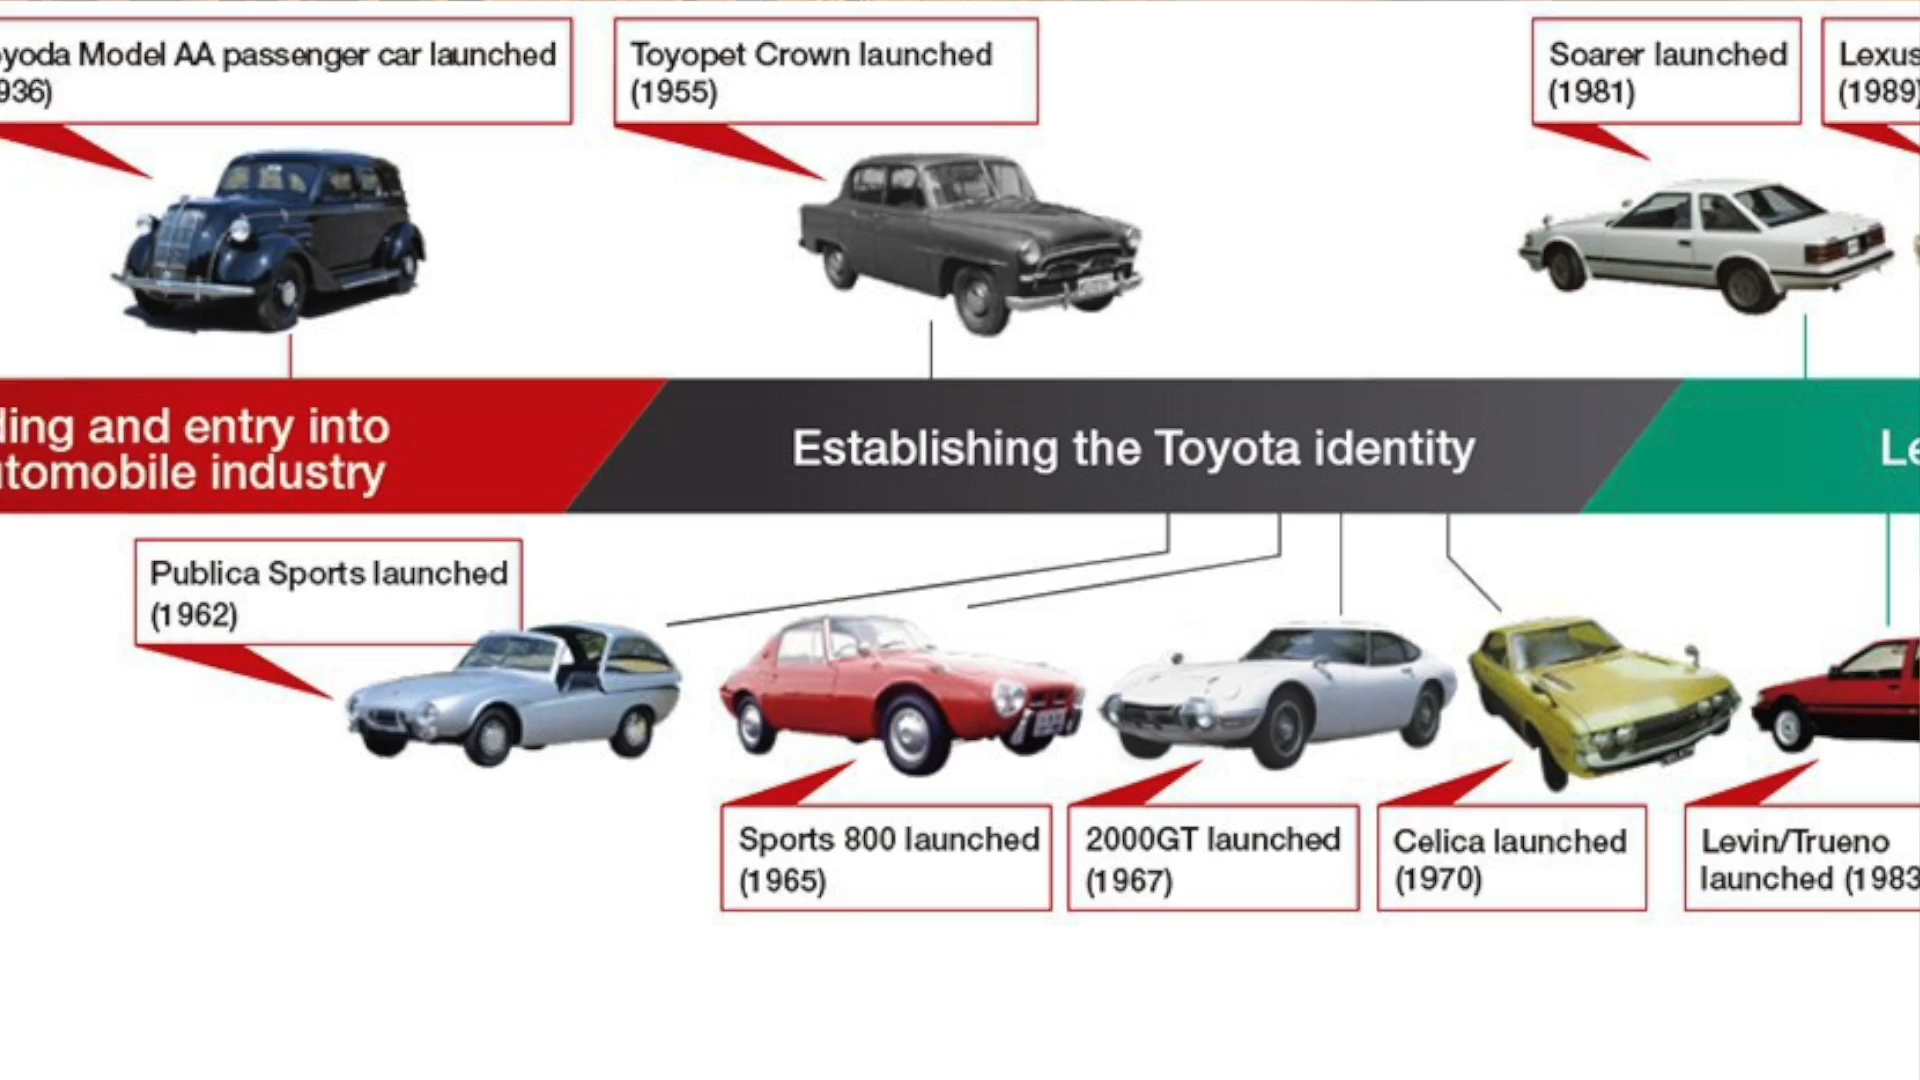 oyoda Model AA passenger car launched
936)
Toyopet Crown launched
(1955)
Soarer launched
(1981)
Lexus
(1989)
ding and entry into
utomobile industry
Establishing the Toyota identity
Le
Publica Sports launched
(1962)
Sports 800 launched
(1965)
2000GT launched
(1967)
Celica launched
(1970)
Levin/Trueno
launched (1983